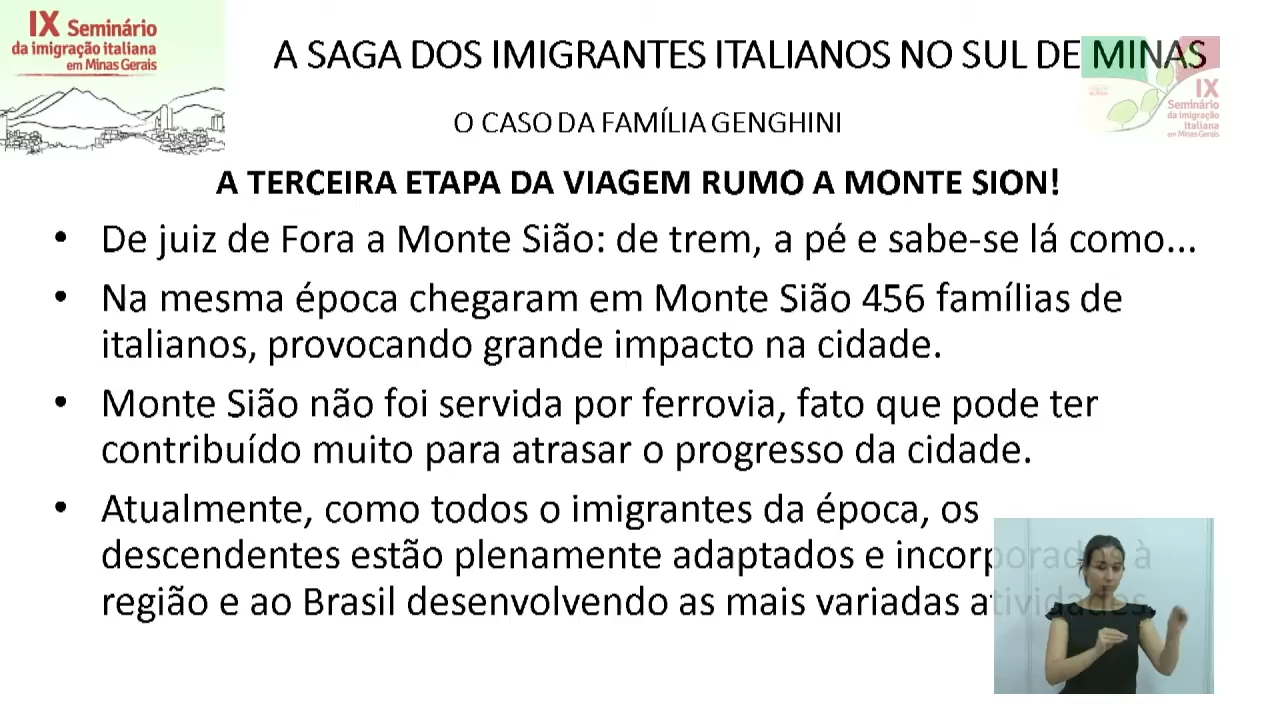 IX Seminário
da imigração italiana
em Minas Gerais
A SAGA DOS IMIGRANTES ITALIANOS NO SUL DE MINAS
IX
Seminário
da imigração
italiana
em Minas Gerais
O CASO DA FAMÍLIA GENGHINI
A TERCEIRA ETAPA DA VIAGEM RUMO A MONTE SION!
• De juiz de Fora a Monte Sião: de trem, a pé e sabe-se lá como...
• Na mesma época chegaram em Monte Sião 456 famílias de
italianos, provocando grande impacto na cidade.
• Monte Sião não foi servida por ferrovia, fato que pode ter
contribuído muito para atrasar o progresso da cidade.
• Atualmente, como todos o imigrantes da época, os
descendentes estão plenamente adaptados e incorporados à
região e ao Brasil desenvolvendo as mais variadas atividades.